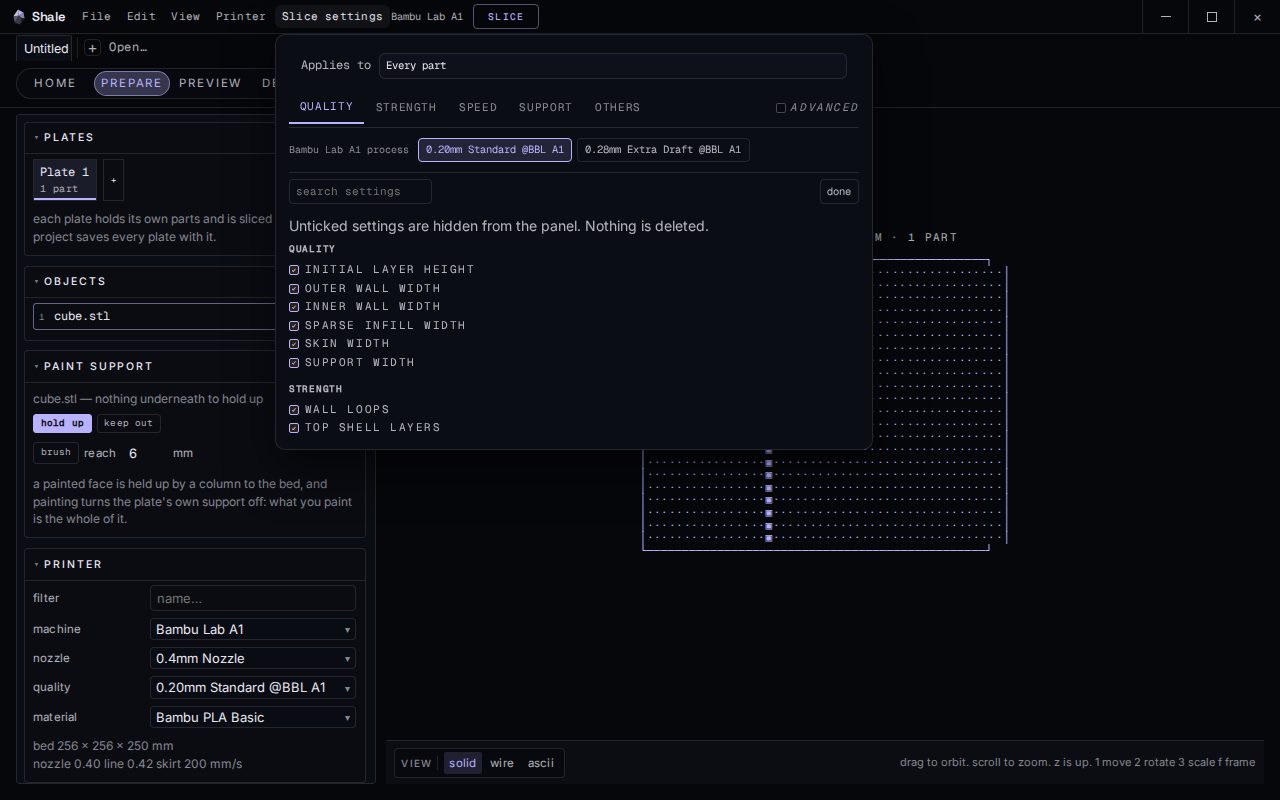 Shale File Edit View Printer Slice settings Bambu Lab A1 SLICE
Untitled + Open…
HOME PREPARE PREVIEW DE
Applies to Every part
QUALITY STRENGTH SPEED SUPPORT OTHERS ADVANCED
Bambu Lab A1 process 0.20mm Standard @BBL A1 0.28mm Extra Draft @BBL A1
search settings done
Unticked settings are hidden from the panel. Nothing is deleted.
QUALITY
INITIAL LAYER HEIGHT
OUTER WALL WIDTH
INNER WALL WIDTH
SPARSE INFILL WIDTH
SKIN WIDTH
SUPPORT WIDTH
STRENGTH
WALL LOOPS
TOP SHELL LAYERS
PLATES
Plate 1
1 part
+
each plate holds its own parts and is sliced
project saves every plate with it.
OBJECTS
1 cube.stl
PAINT SUPPORT
cube.stl — nothing underneath to hold up
hold up keep out
brush reach 6 mm
a painted face is held up by a column to the bed, and
painting turns the plate's own support off: what you paint
is the whole of it.
PRINTER
filter name...
machine Bambu Lab A1
nozzle 0.4mm Nozzle
quality 0.20mm Standard @BBL A1
material Bambu PLA Basic
bed 256 × 256 × 250 mm
nozzle 0.40 line 0.42 skirt 200 mm/s
M · 1 PART
VIEW solid wire ascii
drag to orbit. scroll to zoom. z is up. 1 move 2 rotate 3 scale f frame